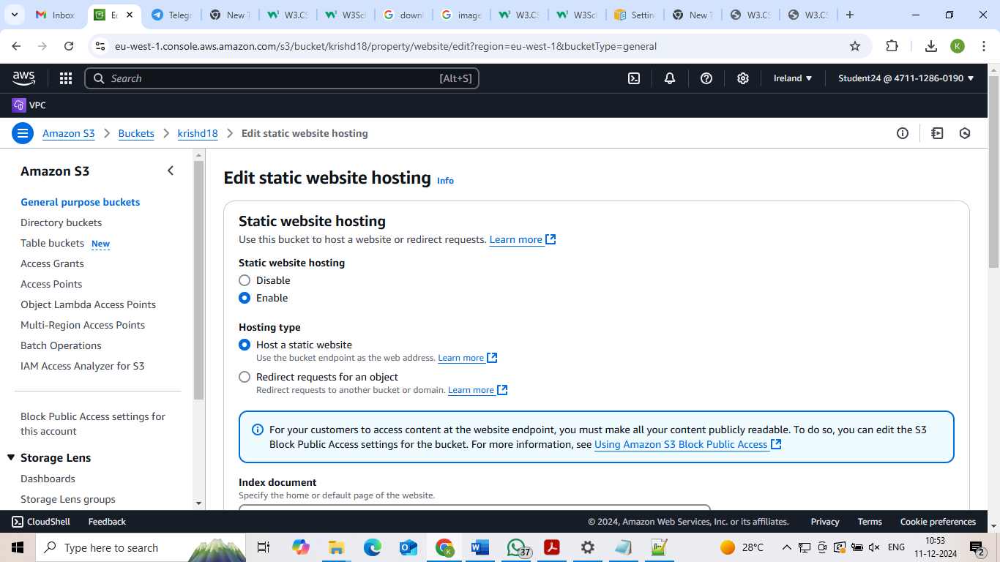 Inbox
Telegr
New T
W3.CS
W3Sch
downl
image
W3.CS
W3Sch
Setting
New T
W3.CS
W3.CS
eu-west-1.console.aws.amazon.com/s3/bucket/krishd18/property/website/edit?region=eu-west-1&bucketType=general
K
aws
Search
[Alt+S]
Ireland
Student24 @ 4711-1286-0190
VPC
Amazon S3
Buckets
krishd18
Edit static website hosting
Amazon S3
General purpose buckets
Directory buckets
Table buckets New
Access Grants
Access Points
Object Lambda Access Points
Multi-Region Access Points
Batch Operations
IAM Access Analyzer for S3
Block Public Access settings for
this account
Storage Lens
Dashboards
Storage Lens groups
Edit static website hosting Info
Static website hosting
Use this bucket to host a website or redirect requests. Learn more
Static website hosting
Disable
Enable
Hosting type
Host a static website
Use the bucket endpoint as the web address. Learn more
Redirect requests for an object
Redirect requests to another bucket or domain. Learn more
For your customers to access content at the website endpoint, you must make all your content publicly readable. To do so, you can edit the S3
Block Public Access settings for the bucket. For more information, see Using Amazon S3 Block Public Access
Index document
Specify the home or default page of the website.
CloudShell
Feedback
© 2024, Amazon Web Services, Inc. or its affiliates.
Privacy
Terms
Cookie preferences
Type here to search
37
28°C
ENG
10:53
11-12-2024
2